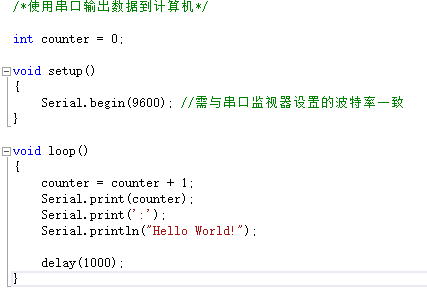 /*使用串口输出数据到计算机*/
int counter = 0;
void setup()
{
Serial.begin(9600); //需与串口监视器设置的波特率一致
}
void loop()
{
counter = counter + 1;
Serial.print(counter);
Serial.print(':');
Serial.println("Hello World!");
delay(1000);
}